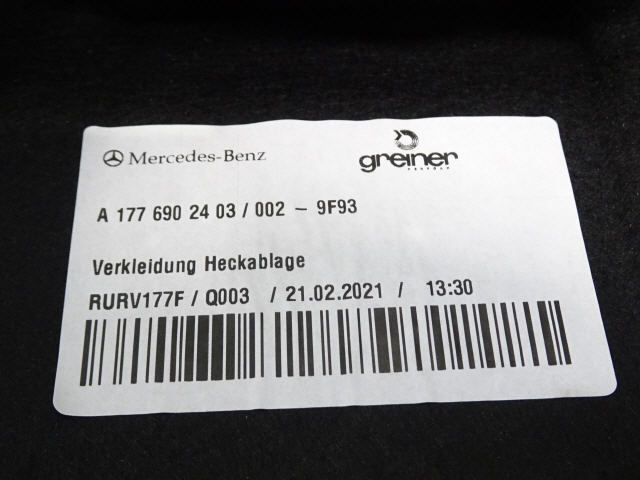 Mercedes-Benz
greiner
A 177 690 24 03 / 002 - 9F93
Verkleidung Heckablage
RURV177F / Q003 / 21.02.2021 / 13:30